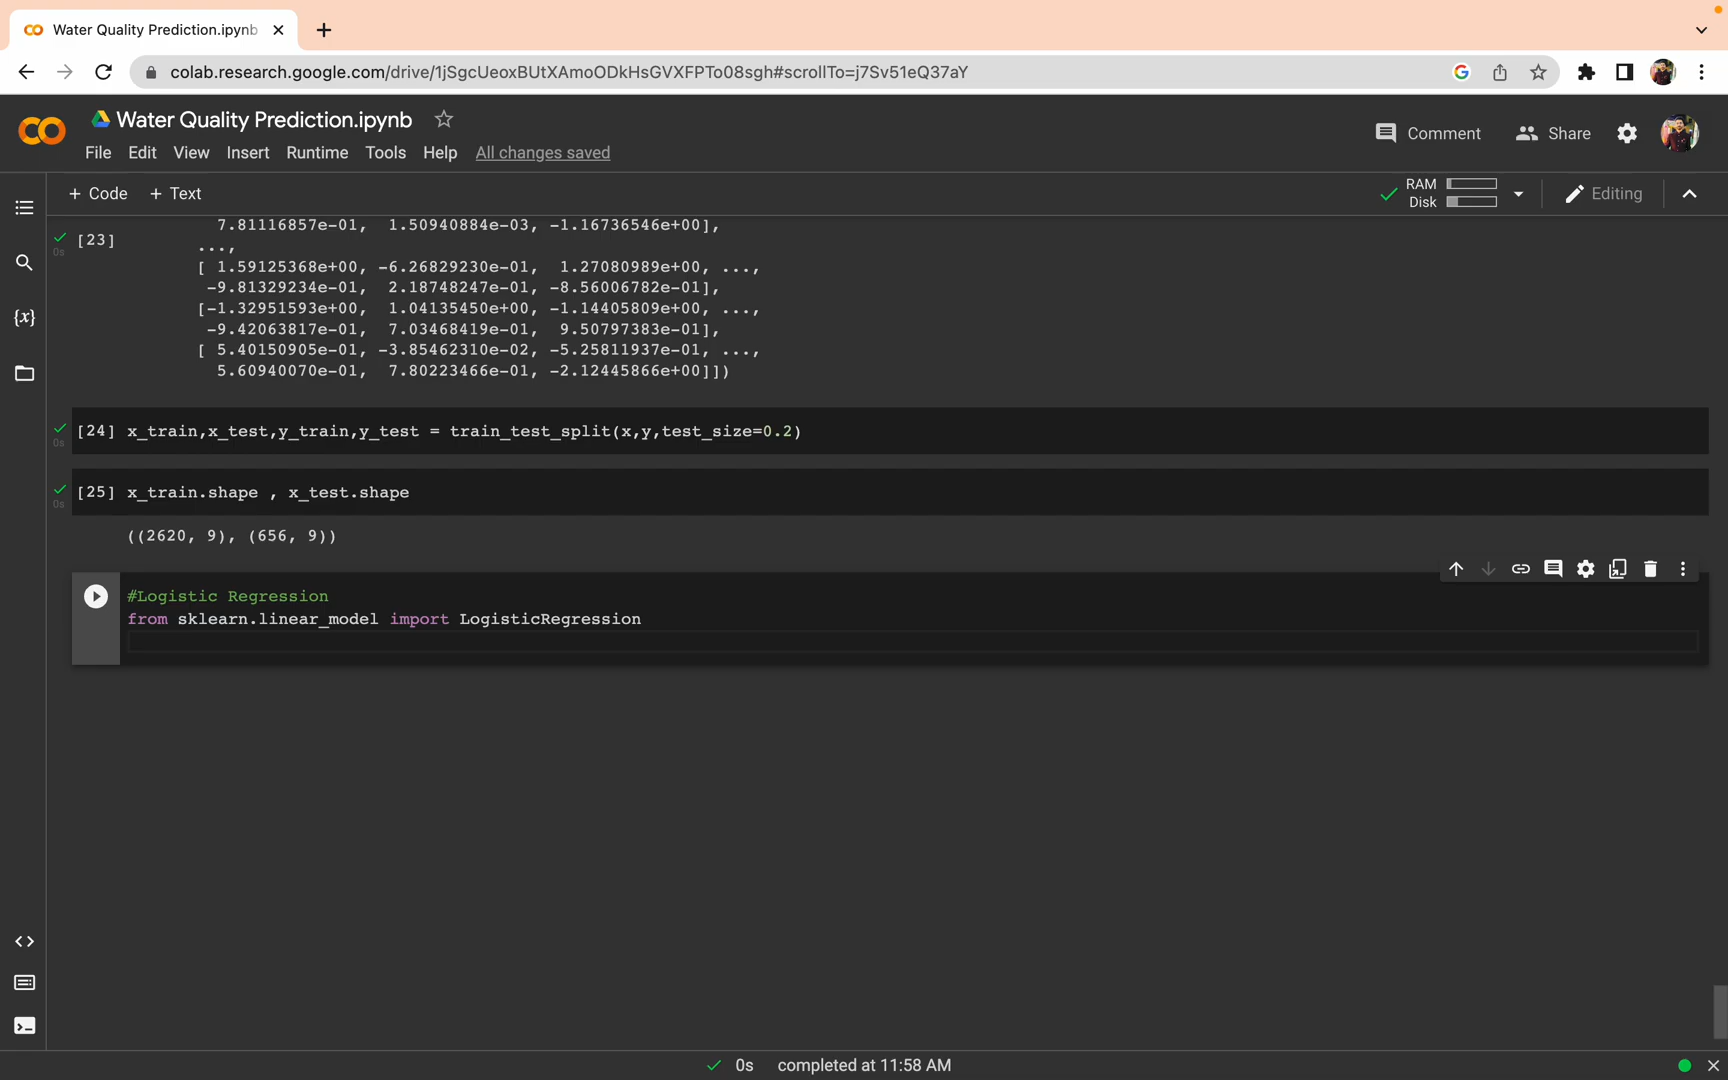 Water Quality Prediction.ipynb
colab.research.google.com/drive/1jSgcUeoxBUtXAmoODkHsGVXFPTo08sgh#scrollTo=j7Sv51eQ37aY
Water Quality Prediction.ipynb
Comment Share
File Edit View Insert Runtime Tools Help All changes saved
+ Code + Text
RAM
Disk
Editing
7.81116857e-01, 1.50940884e-03, -1.16736546e+00],
[23]
0s
...,
[ 1.59125368e+00, -6.26829230e-01, 1.27080989e+00, ...,
-9.81329234e-01, 2.18748247e-01, -8.56006782e-01],
[-1.32951593e+00, 1.04135450e+00, -1.14405809e+00, ...,
-9.42063817e-01, 7.03468419e-01, 9.50797383e-01],
[ 5.40150905e-01, -3.85462310e-02, -5.25811937e-01, ...,
5.60940070e-01, 7.80223466e-01, -2.12445866e+00]])
[24] x_train,x_test,y_train,y_test = train_test_split(x,y,test_size=0.2)
0s
[25] x_train.shape , x_test.shape
0s
((2620, 9), (656, 9))
#Logistic Regression
from sklearn.linear_model import LogisticRegression
0s completed at 11:58 AM